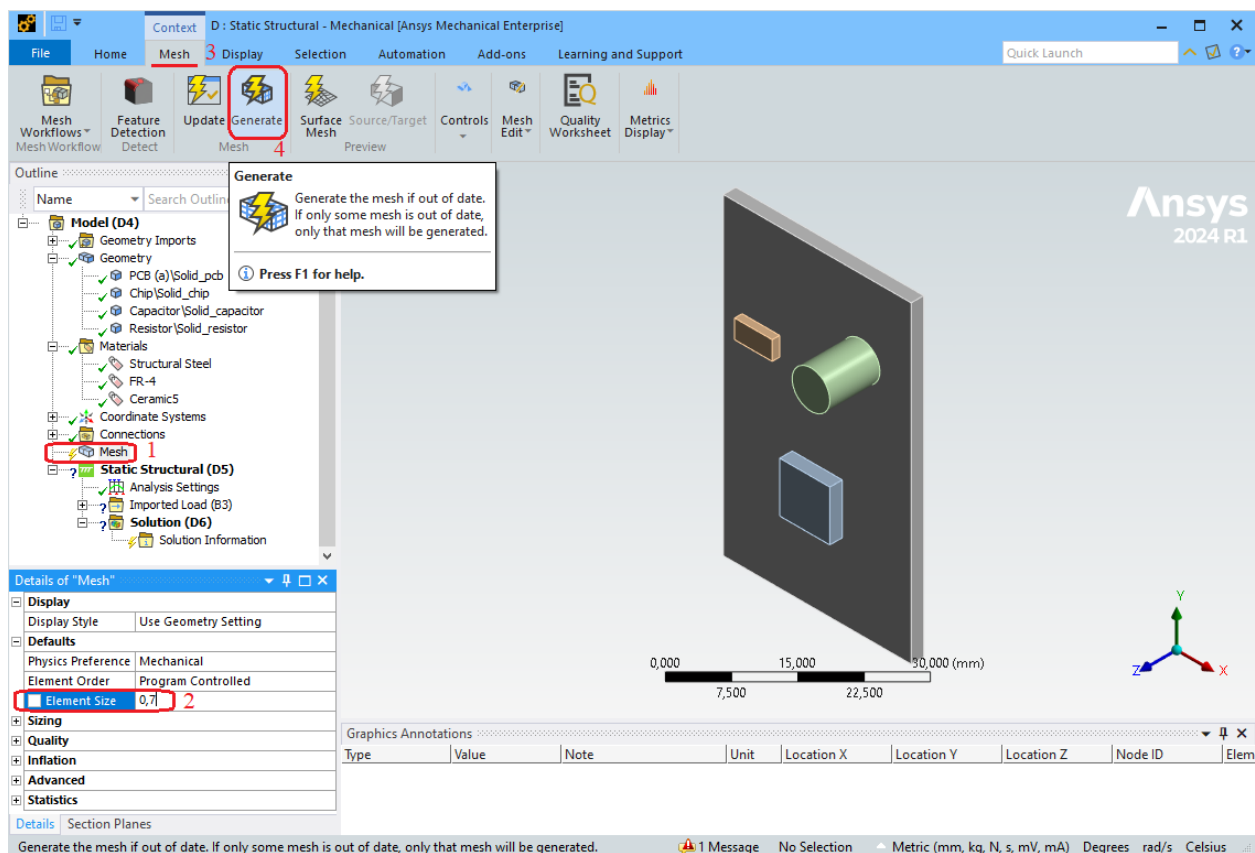 Context D : Static Structural - Mechanical [Ansys Mechanical Enterprise]
File Home Mesh 3 Display Selection Automation Add-ons Learning and Support Quick Launch
Mesh Workflows
Feature Detection
Update
Generate
Surface Mesh
Source/Target
Controls
Mesh Edit
Quality Worksheet
Metrics Display
Mesh Workflow Detect Mesh 4 Preview
Outline
Name Search Outlin
Generate
Generate the mesh if out of date.
If only some mesh is out of date,
only that mesh will be generated.
Press F1 for help.
Model (D4)
Geometry Imports
Geometry
PCB (a)\Solid_pcb
Chip\Solid_chip
Capacitor\Solid_capacitor
Resistor\Solid_resistor
Materials
Structural Steel
FR-4
Ceramic5
Coordinate Systems
Connections
Mesh 1
Static Structural (D5)
Analysis Settings
Imported Load (B3)
Solution (D6)
Solution Information
Ansys
2024 R1
0,000 15,000 30,000 (mm)
7,500 22,500
Y
Z X
Details of "Mesh"
Display
Display Style Use Geometry Setting
Defaults
Physics Preference Mechanical
Element Order Program Controlled
Element Size 0,7 2
Sizing
Quality
Inflation
Advanced
Statistics
Details Section Planes
Graphics Annotations
Type Value Note Unit Location X Location Y Location Z Node ID Elem
Generate the mesh if out of date. If only some mesh is out of date, only that mesh will be generated. 1 Message No Selection Metric (mm, kg, N, s, mV, mA) Degrees rad/s Celsius